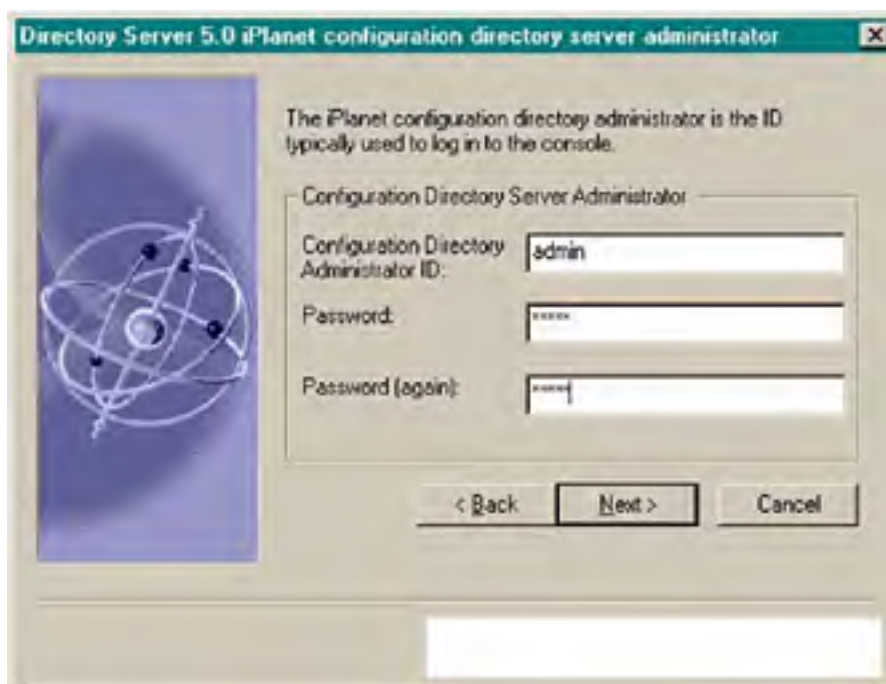 Directory Server 5.0 iPlanet configuration directory server administrator
The iPlanet configuration directory administrator is the ID
typically used to log in to the console.
Configuration Directory Server Administrator
Configuration Directory
Administrator ID:
admin
Password:
*****
Password (again):
*****
< Back
Next >
Cancel